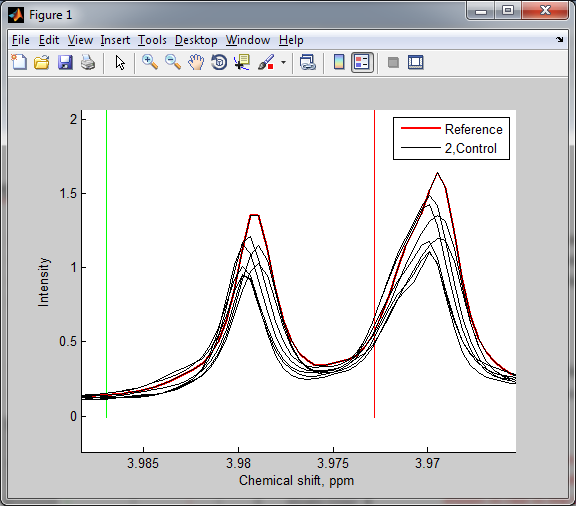 Figure 1
File Edit View Insert Tools Desktop Window Help
2
1.5
1
0.5
0
Intensity
Reference
2,Control
3.985 3.98 3.975 3.97
Chemical shift, ppm